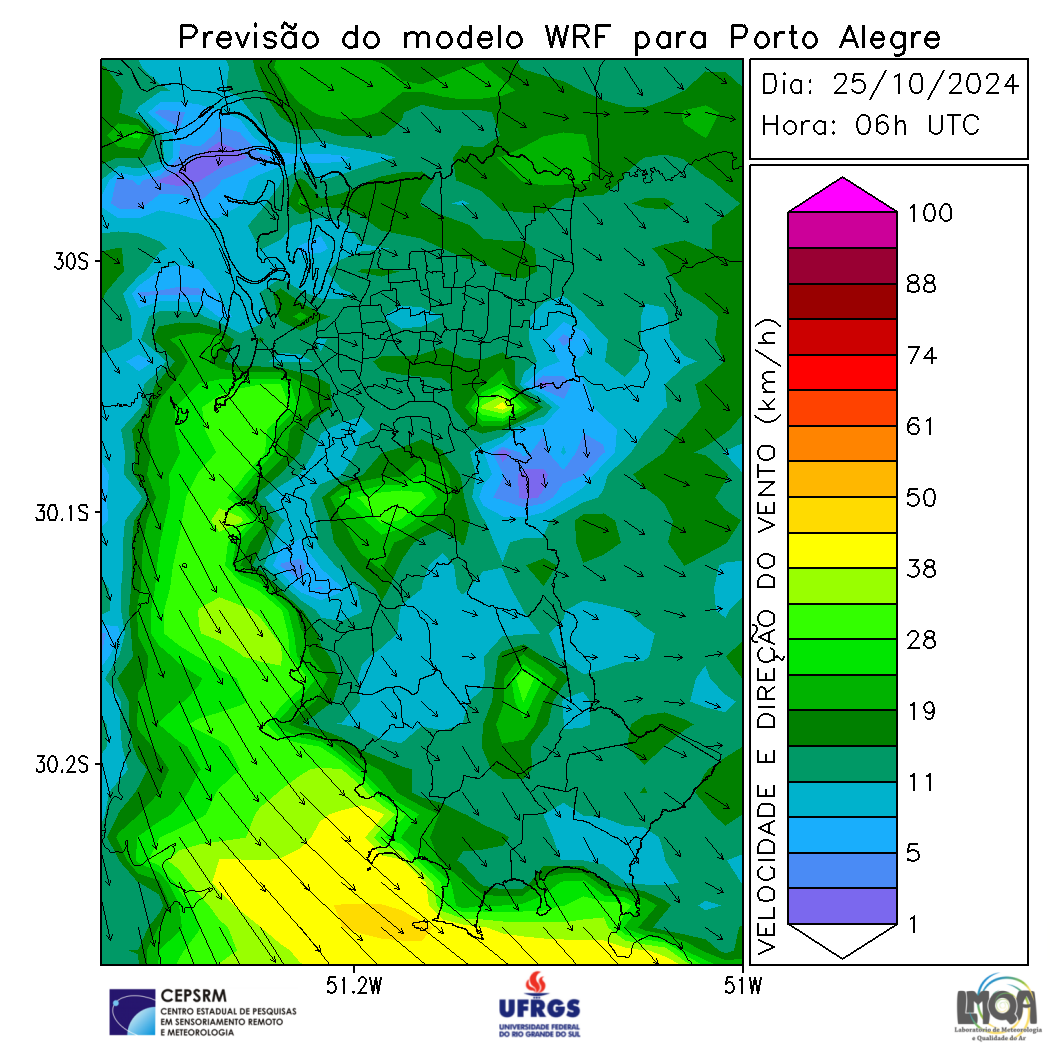 Previsão do modelo WRF para Porto Alegre
Dia: 25/10/2024
Hora: 06h UTC
30S
30.1S
30.2S
51.2W
51W
VELOCIDADE E DIREÇÃO DO VENTO (km/h)
100
88
74
61
50
38
28
19
11
5
1
CEPSRM
CENTRO ESTADUAL DE PESQUISAS
EM SENSORIAMENTO REMOTO
E METEOROLOGIA
UFRGS
UNIVERSIDADE FEDERAL
DO RIO GRANDE DO SUL
LMQA
Laboratório de Meteorologia
e Qualidade do Ar